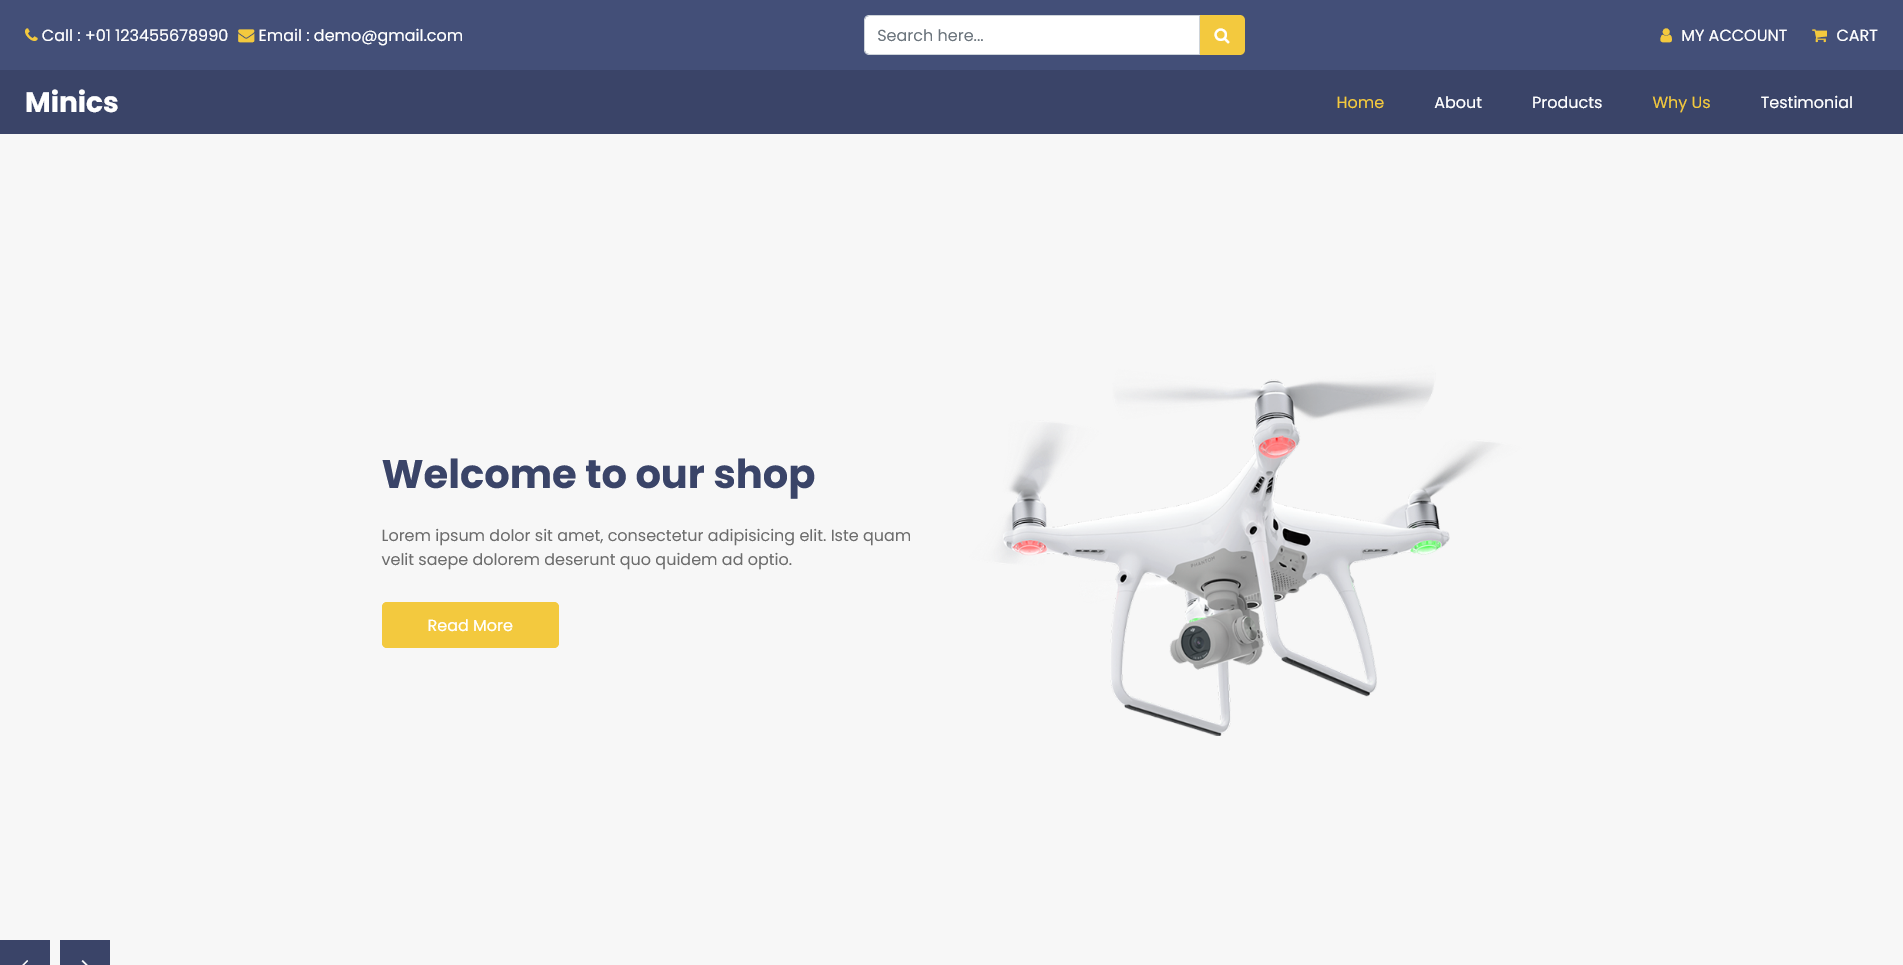 Call : +01 123455678990 Email : demo@gmail.com Search here... MY ACCOUNT CART
Minics Home About Products Why Us Testimonial
Welcome to our shop
Lorem ipsum dolor sit amet, consectetur adipisicing elit. Iste quam
velit saepe dolorem deserunt quo quidem ad optio.
Read More